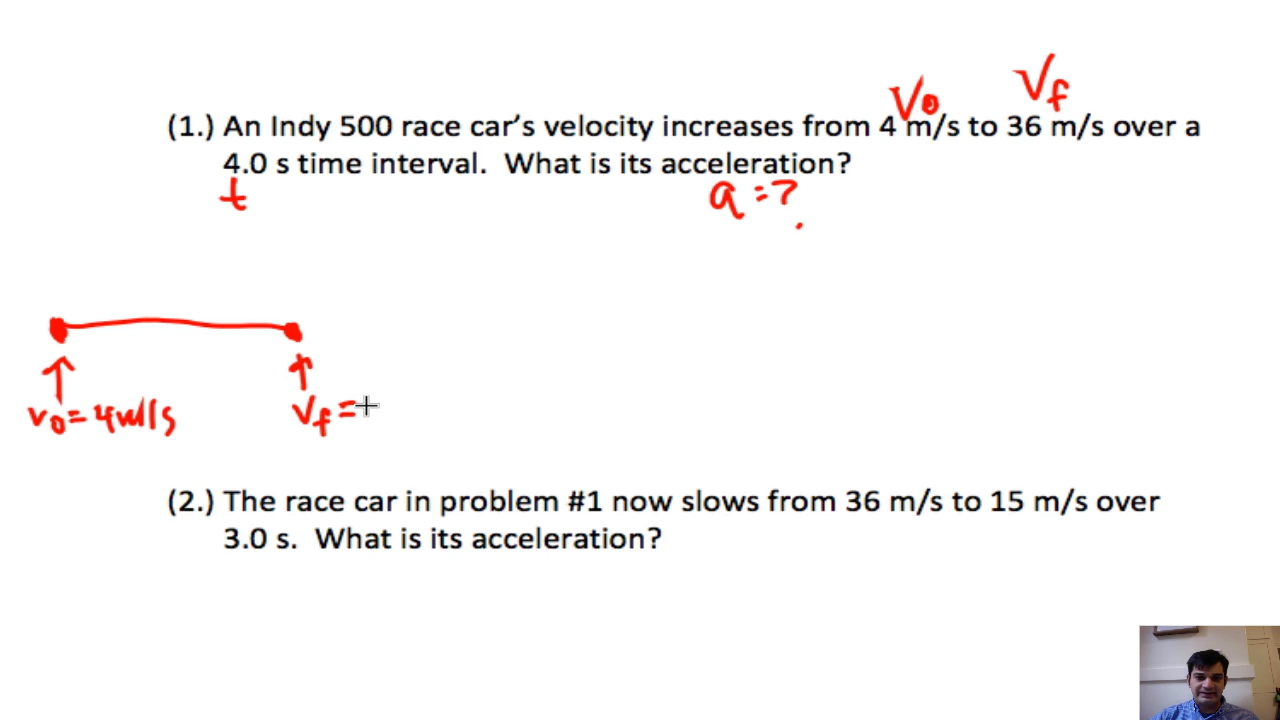 V0 Vf
(1.) An Indy 500 race car's velocity increases from 4 m/s to 36 m/s over a
4.0 s time interval. What is its acceleration?
t a = ?
v0 = 4m/s Vf =
(2.) The race car in problem #1 now slows from 36 m/s to 15 m/s over
3.0 s. What is its acceleration?